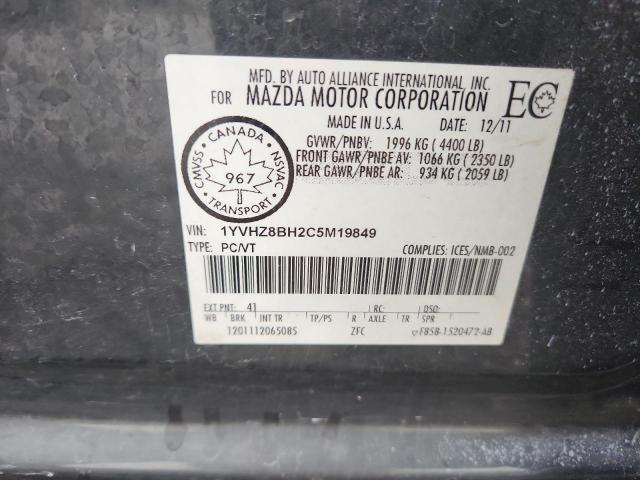 MFD. BY AUTO ALLIANCE INTERNATIONAL, INC.
FOR MAZDA MOTOR CORPORATION EC
MADE IN U.S.A. DATE: 12/11
GVWR/PNBV: 1996 KG ( 4400 LB)
FRONT GAWR/PNBE AV: 1066 KG ( 2350 LB)
REAR GAWR/PNBE AR: 934 KG ( 2059 LB)
CANADA
CMVSS NSVAC
967
TRANSPORT
VIN: 1YVHZ8BH2C5M19849
TYPE: PC/VT COMPLIES: ICES/NMB-002
EXT PNT: 41 RC: DSO:
WB BRK INT TR TP/PS R AXLE TR SPR
1201112065085 ZFC F85B-1520472-AB